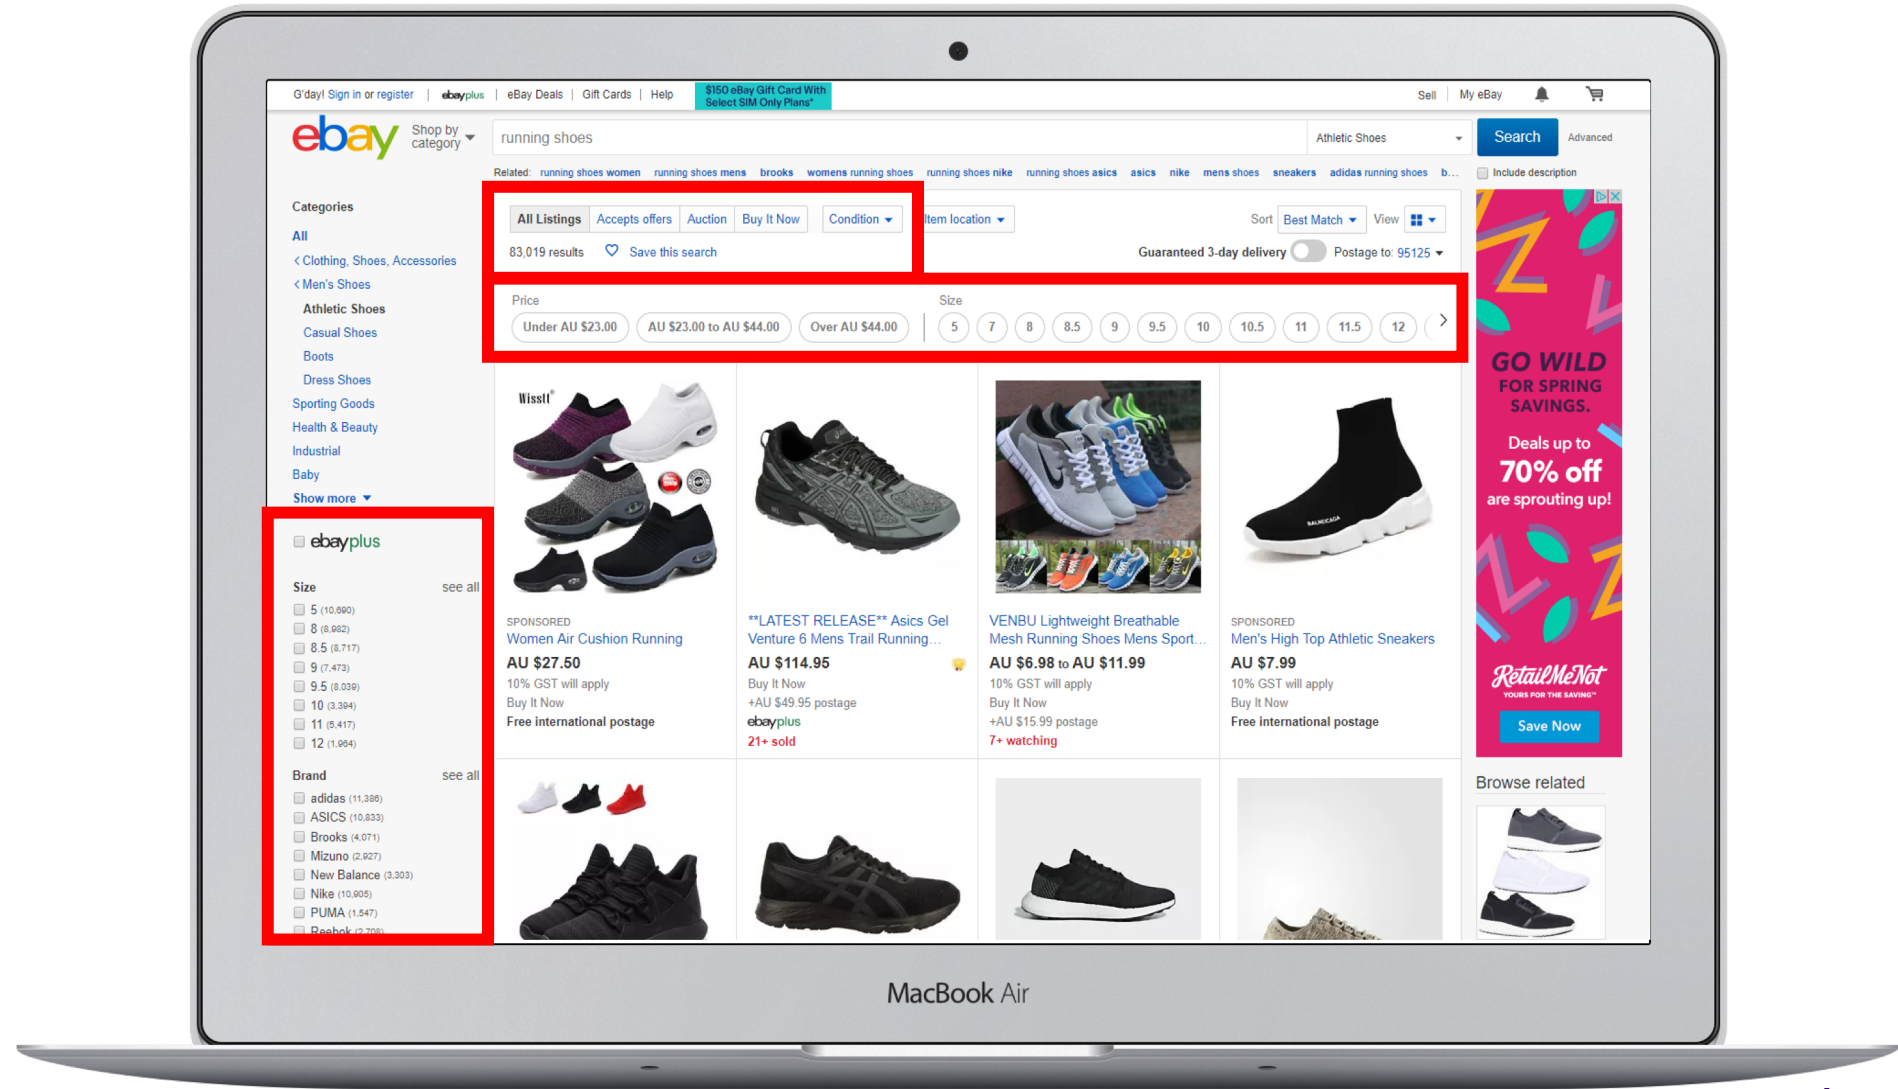 G'day! Sign in or register | ebayplus | eBay Deals | Gift Cards | Help
$150 eBay Gift Card With
Select SIM Only Plans*
Sell | My eBay
ebay
Shop by
category
running shoes
Athletic Shoes
Search
Advanced
Related: running shoes women running shoes mens brooks womens running shoes running shoes nike running shoes asics asics nike mens shoes sneakers adidas running shoes b...
Include description
Categories
All
< Clothing, Shoes, Accessories
< Men's Shoes
Athletic Shoes
Casual Shoes
Boots
Dress Shoes
Sporting Goods
Health & Beauty
Industrial
Baby
Show more
ebayplus
Size see all
5 (10,690)
8 (8,982)
8.5 (8,717)
9 (7,473)
9.5 (8,039)
10 (3,394)
11 (5,417)
12 (1,964)
Brand see all
adidas (11,386)
ASICS (10,833)
Brooks (4,071)
Mizuno (2,927)
New Balance (3,303)
Nike (10,905)
PUMA (1,547)
Reebok (2,708)
All Listings Accepts offers Auction Buy It Now Condition Item location
Sort Best Match View
83,019 results Save this search
Guaranteed 3-day delivery Postage to: 95125
Price
Under AU $23.00 AU $23.00 to AU $44.00 Over AU $44.00
Size
5 7 8 8.5 9 9.5 10 10.5 11 11.5 12
Wisstt®
SPONSORED
Women Air Cushion Running
AU $27.50
10% GST will apply
Buy It Now
Free international postage
**LATEST RELEASE** Asics Gel
Venture 6 Mens Trail Running...
AU $114.95
Buy It Now
+AU $49.95 postage
ebayplus
21+ sold
VENBU Lightweight Breathable
Mesh Running Shoes Mens Sport...
AU $6.98 to AU $11.99
10% GST will apply
Buy It Now
+AU $15.99 postage
7+ watching
BALNEICAGA
SPONSORED
Men's High Top Athletic Sneakers
AU $7.99
10% GST will apply
Buy It Now
Free international postage
GO WILD
FOR SPRING
SAVINGS.
Deals up to
70% off
are sprouting up!
RetailMeNot
YOURS FOR THE SAVING™
Save Now
Browse related
MacBook Air